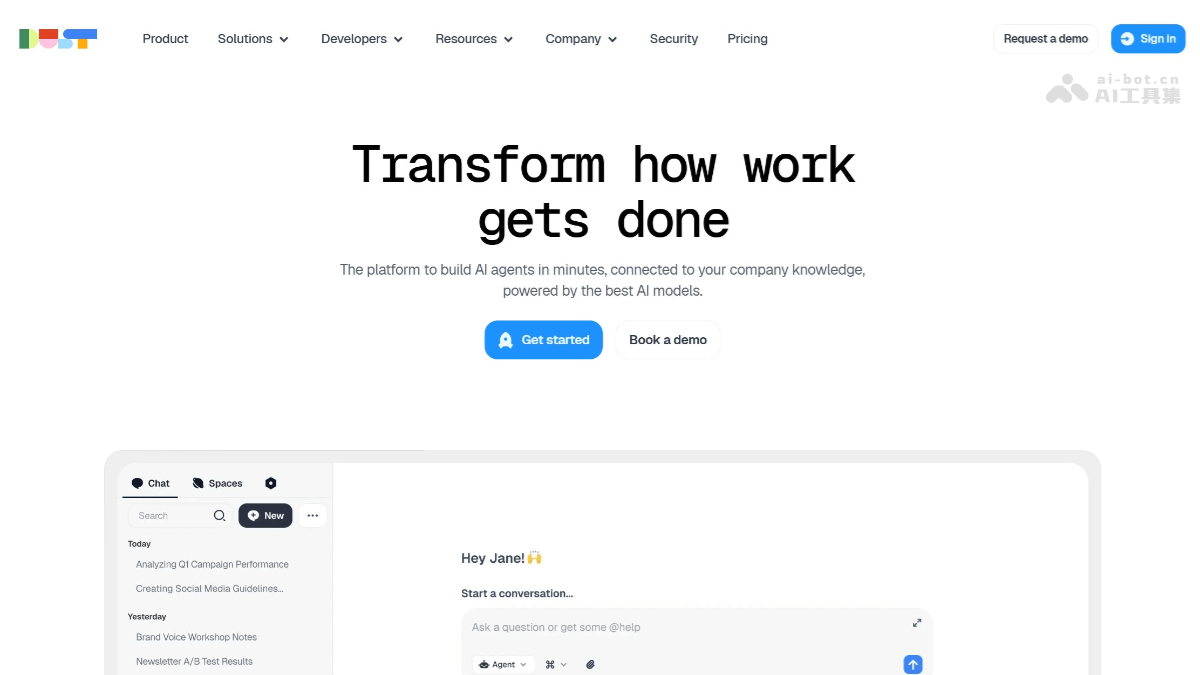 DUST
Product
Solutions
Developers
Resources
Company
Security
Pricing
Request a demo
Sign in
ai-bot.cn
AI工具集
Transform how work
gets done
The platform to build AI agents in minutes, connected to your company knowledge,
powered by the best AI models.
Get started
Book a demo
Chat
Spaces
Search
New
Today
Analyzing Q1 Campaign Performance
Creating Social Media Guidelines...
Yesterday
Brand Voice Workshop Notes
Newsletter A/B Test Results
Hey Jane!🙌
Start a conversation...
Ask a question or get some @help
Agent